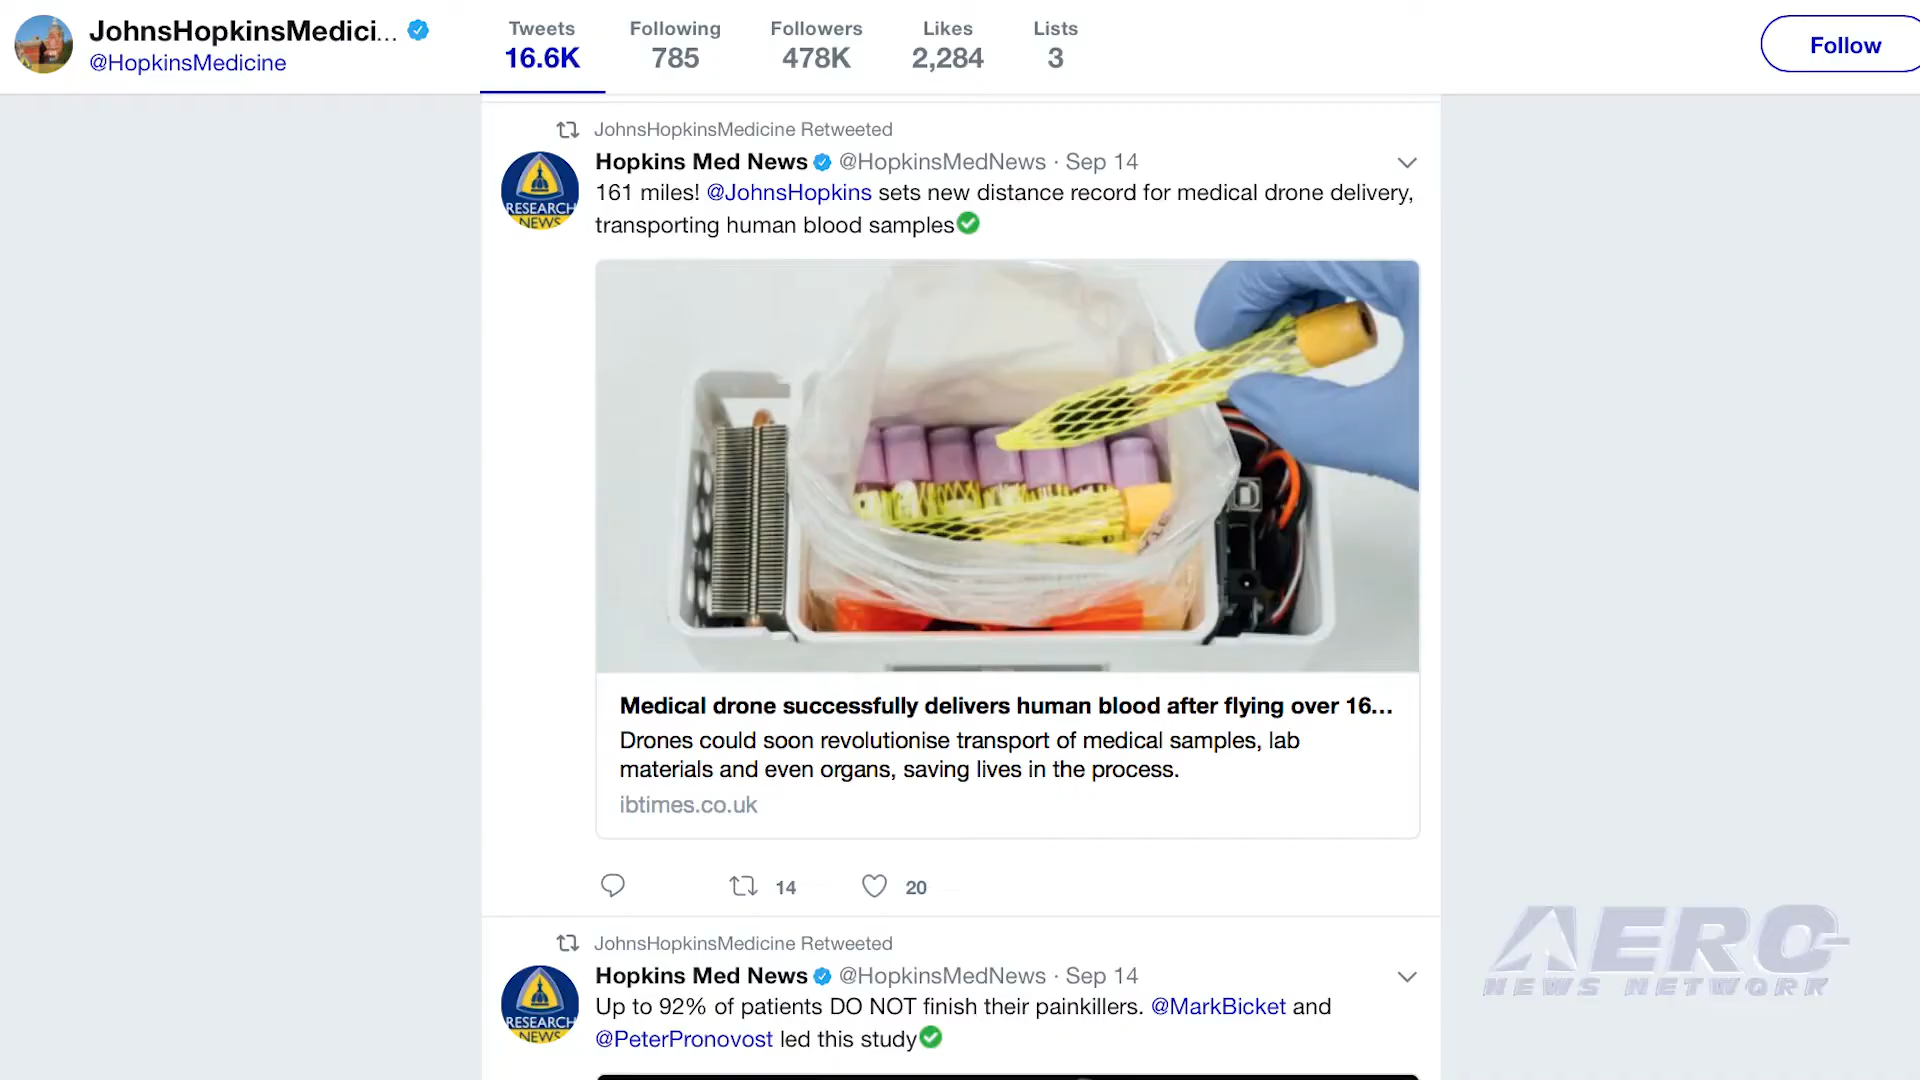 JohnsHopkinsMedici...
@HopkinsMedicine
Tweets
16.6K
Following
785
Followers
478K
Likes
2,284
Lists
3
Follow
JohnsHopkinsMedicine Retweeted
Hopkins Med News @HopkinsMedNews · Sep 14
161 miles! @JohnsHopkins sets new distance record for medical drone delivery,
transporting human blood samples
RESEARCH
NEWS
Medical drone successfully delivers human blood after flying over 16...
Drones could soon revolutionise transport of medical samples, lab
materials and even organs, saving lives in the process.
ibtimes.co.uk
14
20
JohnsHopkinsMedicine Retweeted
Hopkins Med News @HopkinsMedNews · Sep 14
Up to 92% of patients DO NOT finish their painkillers. @MarkBicket and
@PeterPronovost led this study
RESEARCH
NEWS
AERO
NEWS NETWORK